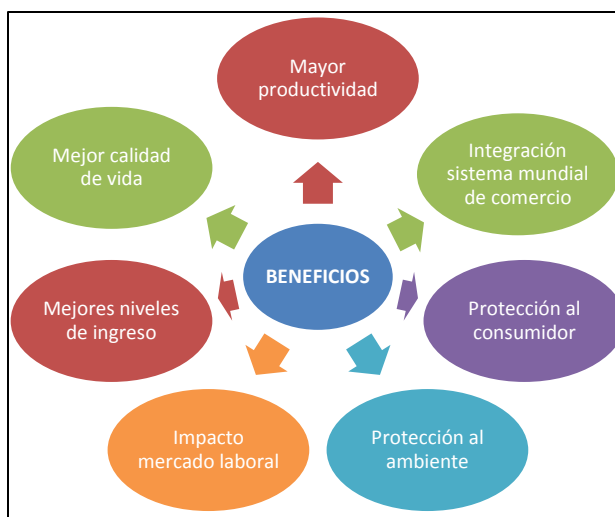 Mayor
productividad
Integración
sistema mundial
de comercio
Protección al
consumidor
Protección al
ambiente
Impacto
mercado laboral
Mejores niveles
de ingreso
Mejor calidad
de vida
BENEFICIOS